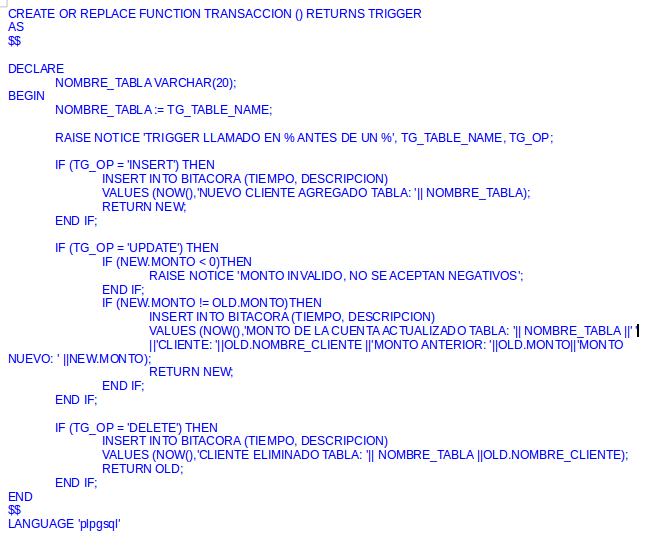 CREATE OR REPLACE FUNCTION TRANSACCION () RETURNS TRIGGER
AS
$$
DECLARE
NOMBRE_TABLA VARCHAR(20);
BEGIN
NOMBRE_TABLA := TG_TABLE_NAME;
RAISE NOTICE 'TRIGGER LLAMADO EN % ANTES DE UN %', TG_TABLE_NAME, TG_OP;
IF (TG_OP = 'INSERT') THEN
INSERT INTO BITACORA (TIEMPO, DESCRIPCION)
VALUES (NOW(),'NUEVO CLIENTE AGREGADO TABLA: '|| NOMBRE_TABLA);
RETURN NEW;
END IF;
IF (TG_OP = 'UPDATE') THEN
IF (NEW.MONTO < 0)THEN
RAISE NOTICE 'MONTO INVALIDO, NO SE ACEPTAN NEGATIVOS';
END IF;
IF (NEW.MONTO != OLD.MONTO)THEN
INSERT INTO BITACORA (TIEMPO, DESCRIPCION)
VALUES (NOW(),'MONTO DE LA CUENTA ACTUALIZADO TABLA: '|| NOMBRE_TABLA ||' '
||'CLIENTE: '||OLD.NOMBRE_CLIENTE ||'MONTO ANTERIOR: '||OLD.MONTO||'MONTO
NUEVO: ' ||NEW.MONTO);
RETURN NEW;
END IF;
END IF;
IF (TG_OP = 'DELETE') THEN
INSERT INTO BITACORA (TIEMPO, DESCRIPCION)
VALUES (NOW(),'CLIENTE ELIMINADO TABLA: '|| NOMBRE_TABLA ||OLD.NOMBRE_CLIENTE);
RETURN OLD;
END IF;
END
$$
LANGUAGE 'plpgsql'